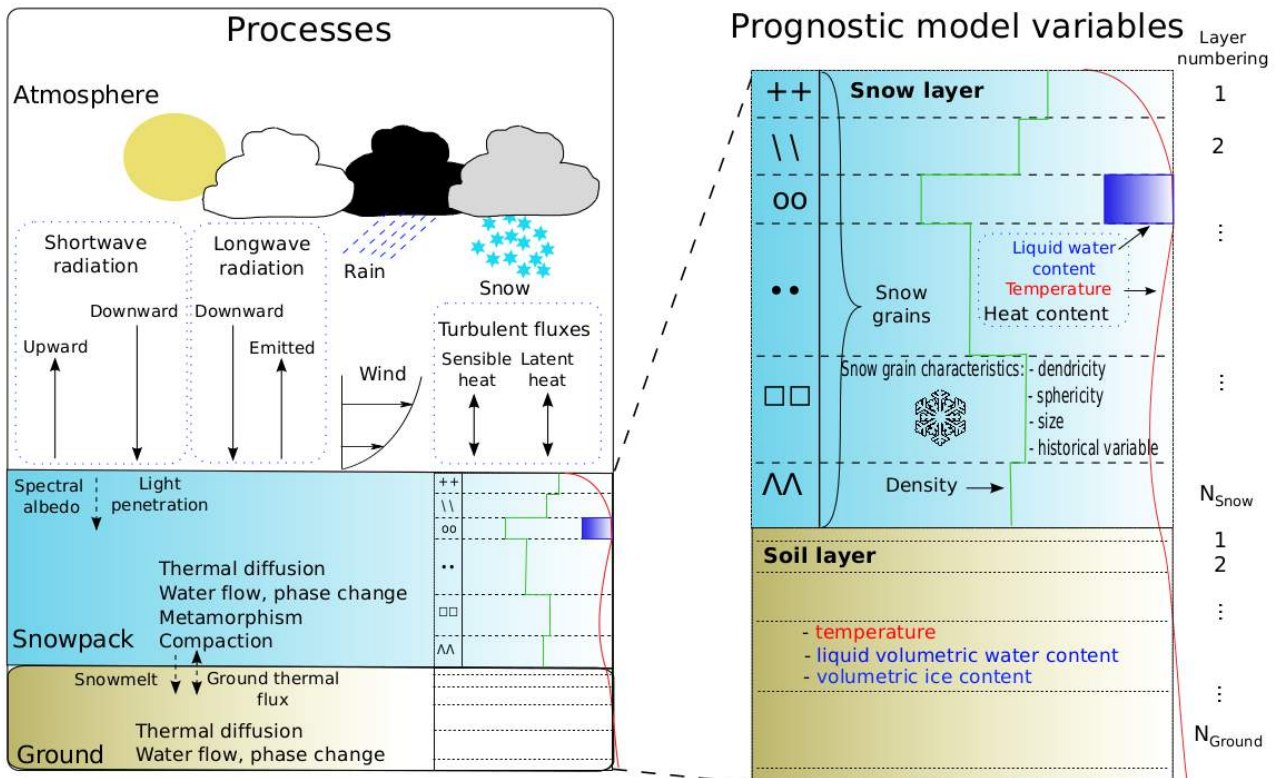 Processes
Atmosphere
Shortwave
radiation
Longwave
radiation
Rain
Snow
Downward
Downward
Upward
Emitted
Wind
Turbulent fluxes
Sensible
heat
Latent
heat
Spectral
albedo
Light
penetration
Thermal diffusion
Water flow, phase change
Metamorphism
Compaction
Snowpack
Snowmelt
Ground thermal
flux
Thermal diffusion
Water flow, phase change
Ground
++
\\
oo
••
□□
ΛΛ
Prognostic model variables
Layer
numbering
++
Snow layer
1
\\
2
oo
⋮
Liquid water
content
Temperature
Heat content
••
Snow
grains
⋮
□□
Snow grain characteristics: - dendricity
- sphericity
- size
- historical variable
ΛΛ
Density
NSnow
1
Soil layer
2
⋮
- temperature
- liquid volumetric water content
- volumetric ice content
⋮
NGround